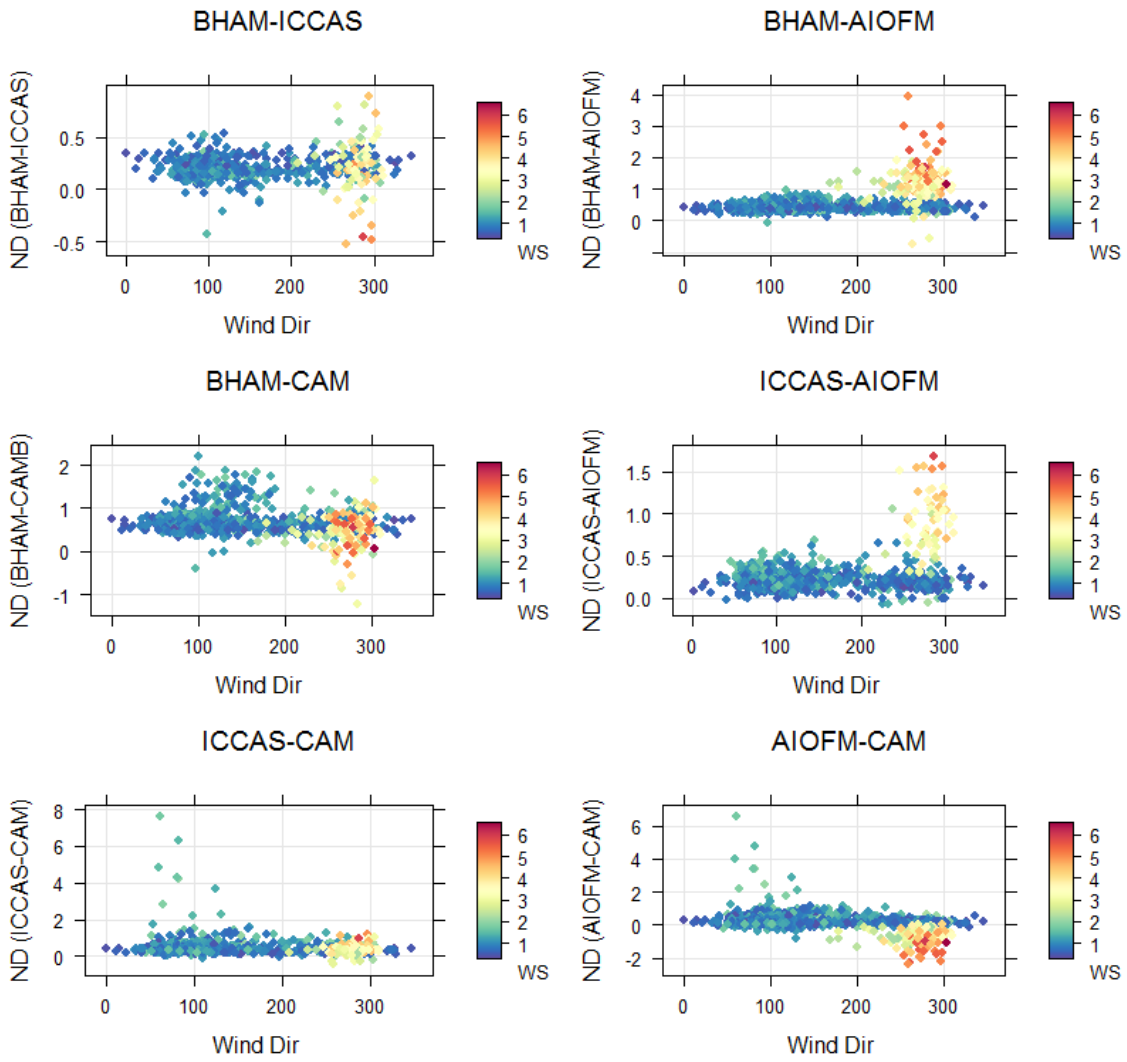 BHAM-ICCAS
ND (BHAM-ICCAS)
0.5
0.0
-0.5
0 100 200 300
Wind Dir
6
5
4
3
2
1
WS
BHAM-AIOFM
ND (BHAM-AIOFM)
4
3
2
1
0
0 100 200 300
Wind Dir
6
5
4
3
2
1
WS
BHAM-CAM
ND (BHAM-CAMB)
2
1
0
-1
0 100 200 300
Wind Dir
6
5
4
3
2
1
WS
ICCAS-AIOFM
ND (ICCAS-AIOFM)
1.5
1.0
0.5
0.0
0 100 200 300
Wind Dir
6
5
4
3
2
1
WS
ICCAS-CAM
ND (ICCAS-CAM)
8
6
4
2
0
0 100 200 300
Wind Dir
6
5
4
3
2
1
WS
AIOFM-CAM
ND (AIOFM-CAM)
6
4
2
0
-2
0 100 200 300
Wind Dir
6
5
4
3
2
1
WS